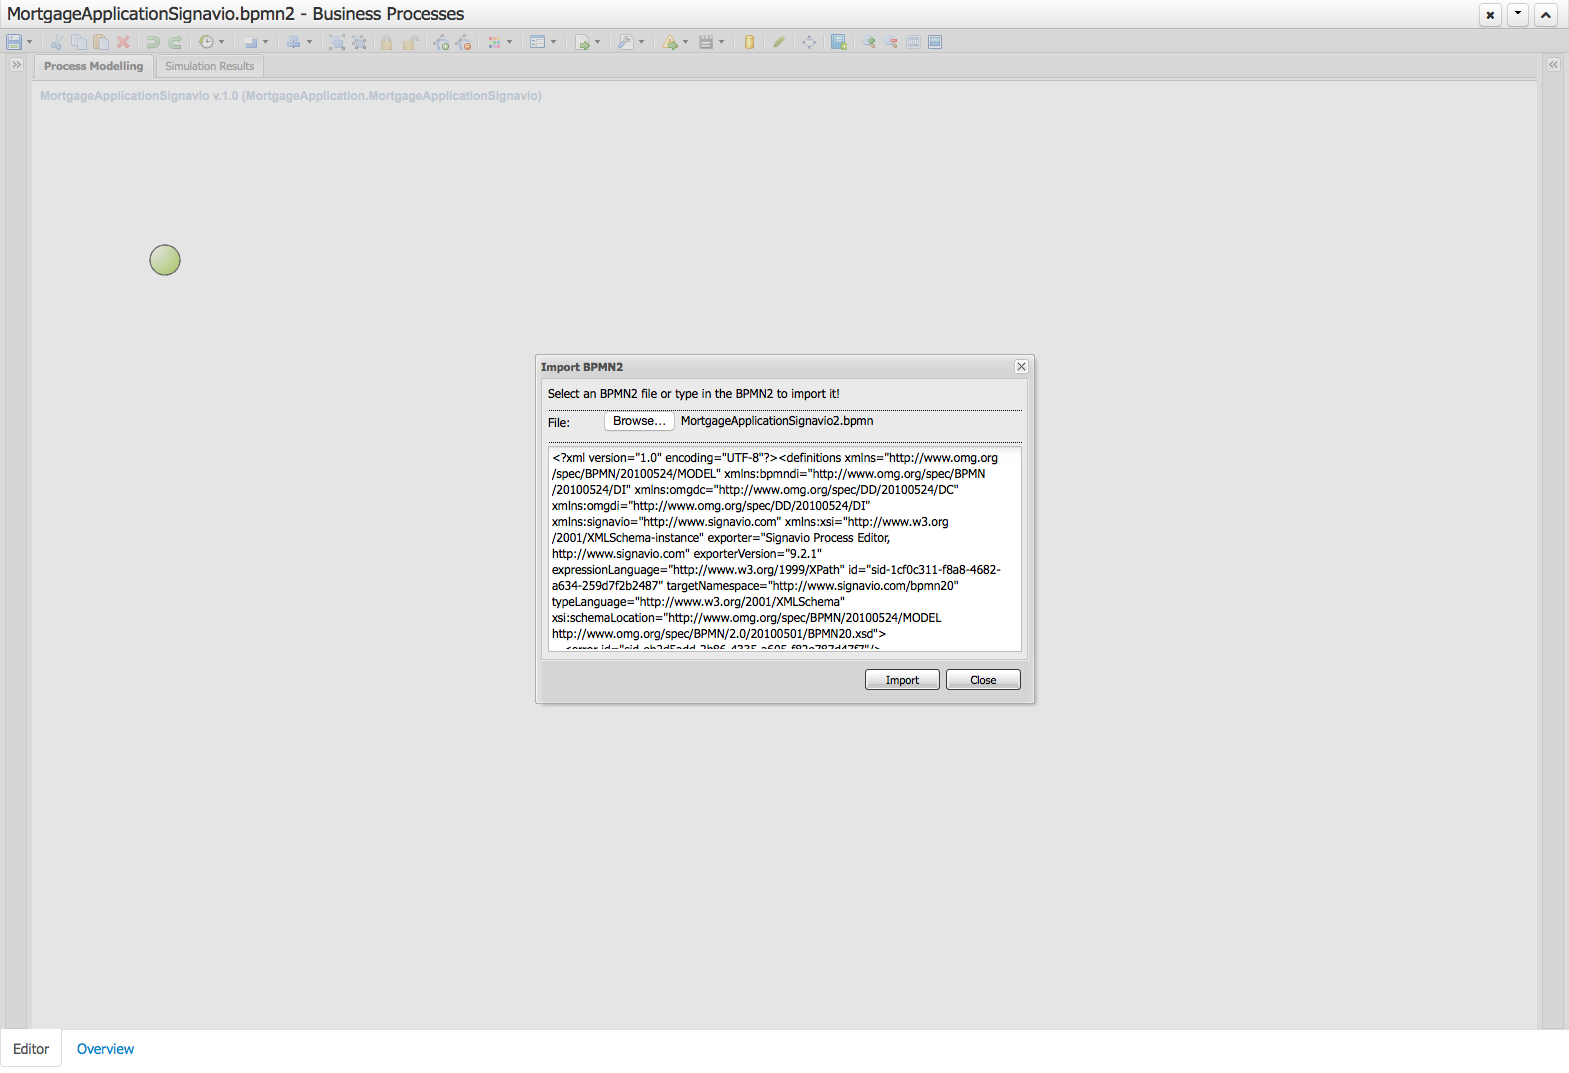 MortgageApplicationSignavio.bpmn2 - Business Processes
Process Modelling
Simulation Results
MortgageApplicationSignavio v.1.0 (MortgageApplication.MortgageApplicationSignavio)
Import BPMN2
Select an BPMN2 file or type in the BPMN2 to import it!
File:
Browse...
MortgageApplicationSignavio2.bpmn
<?xml version="1.0" encoding="UTF-8"?><definitions xmlns="http://www.omg.org
/spec/BPMN/20100524/MODEL" xmlns:bpmndi="http://www.omg.org/spec/BPMN
/20100524/DI" xmlns:omgdc="http://www.omg.org/spec/DD/20100524/DC"
xmlns:omgdi="http://www.omg.org/spec/DD/20100524/DI"
xmlns:signavio="http://www.signavio.com" xmlns:xsi="http://www.w3.org
/2001/XMLSchema-instance" exporter="Signavio Process Editor,
http://www.signavio.com" exporterVersion="9.2.1"
expressionLanguage="http://www.w3.org/1999/XPath" id="sid-1cf0c311-f8a8-4682-
a634-259d7f2b2487" targetNamespace="http://www.signavio.com/bpmn20"
typeLanguage="http://www.w3.org/2001/XMLSchema"
xsi:schemaLocation="http://www.omg.org/spec/BPMN/20100524/MODEL
http://www.omg.org/spec/BPMN/2.0/20100501/BPMN20.xsd">
Import
Close
Editor
Overview